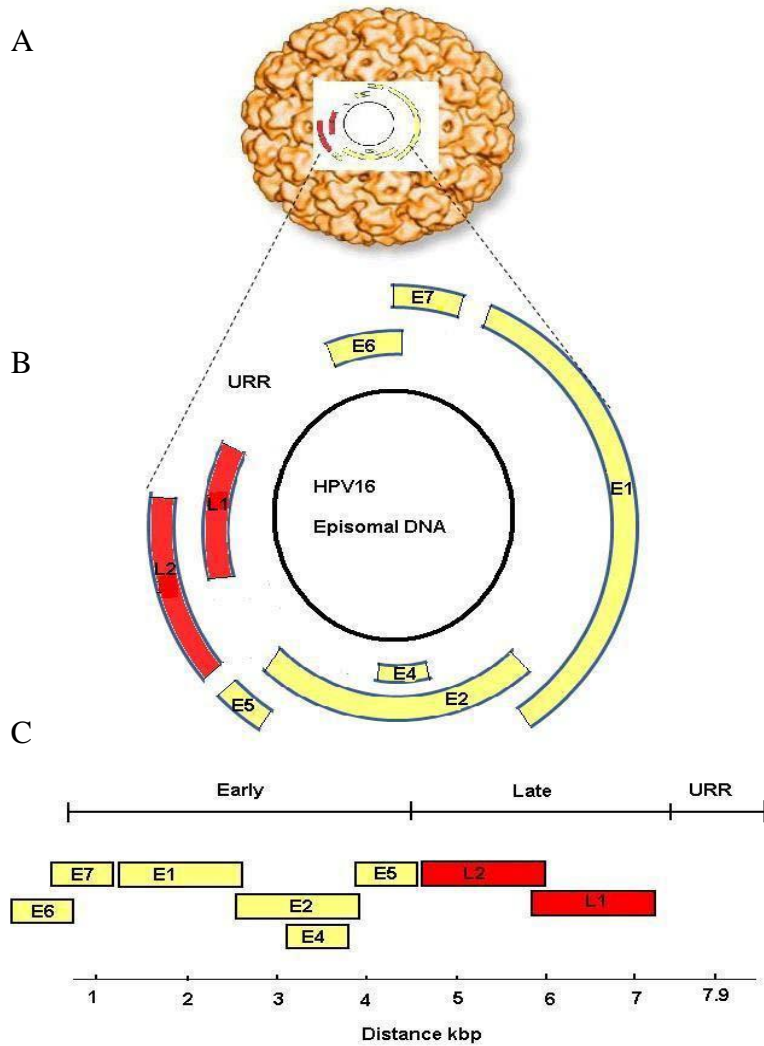 A
B
E7
E6
URR
E1
L1
HPV16
Episomal DNA
L2
E4
E2
E5
C
Early Late URR
E7 E1 E5 L2
E6 E2 L1
E4
1 2 3 4 5 6 7 7.9
Distance kbp